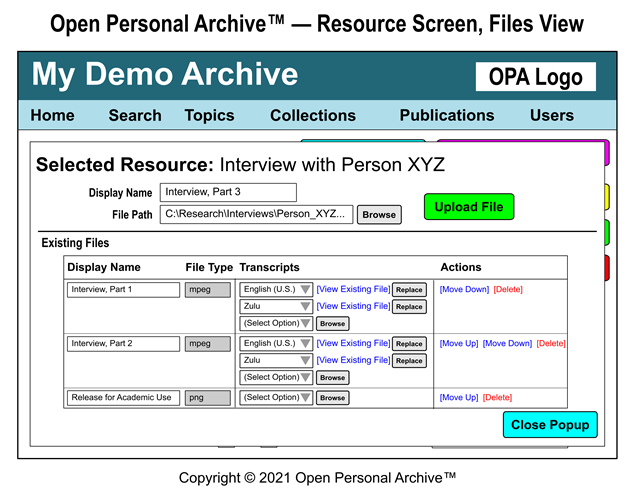 Open Personal Archive™ — Resource Screen, Files View
My Demo Archive
OPA Logo
Home Search Topics Collections Publications Users
Selected Resource: Interview with Person XYZ
Display Name Interview, Part 3
File Path C:\Research\Interviews\Person_XYZ... Browse
Upload File
Existing Files
Display Name File Type Transcripts Actions
Interview, Part 1 mpeg English (U.S.) [View Existing File] Replace [Move Down] [Delete]
Zulu [View Existing File] Replace
(Select Option) Browse
Interview, Part 2 mpeg English (U.S.) [View Existing File] Replace [Move Up] [Move Down] [Delete]
Zulu [View Existing File] Replace
(Select Option) Browse
Release for Academic Use png (Select Option) Browse [Move Up] [Delete]
Close Popup
Copyright © 2021 Open Personal Archive™